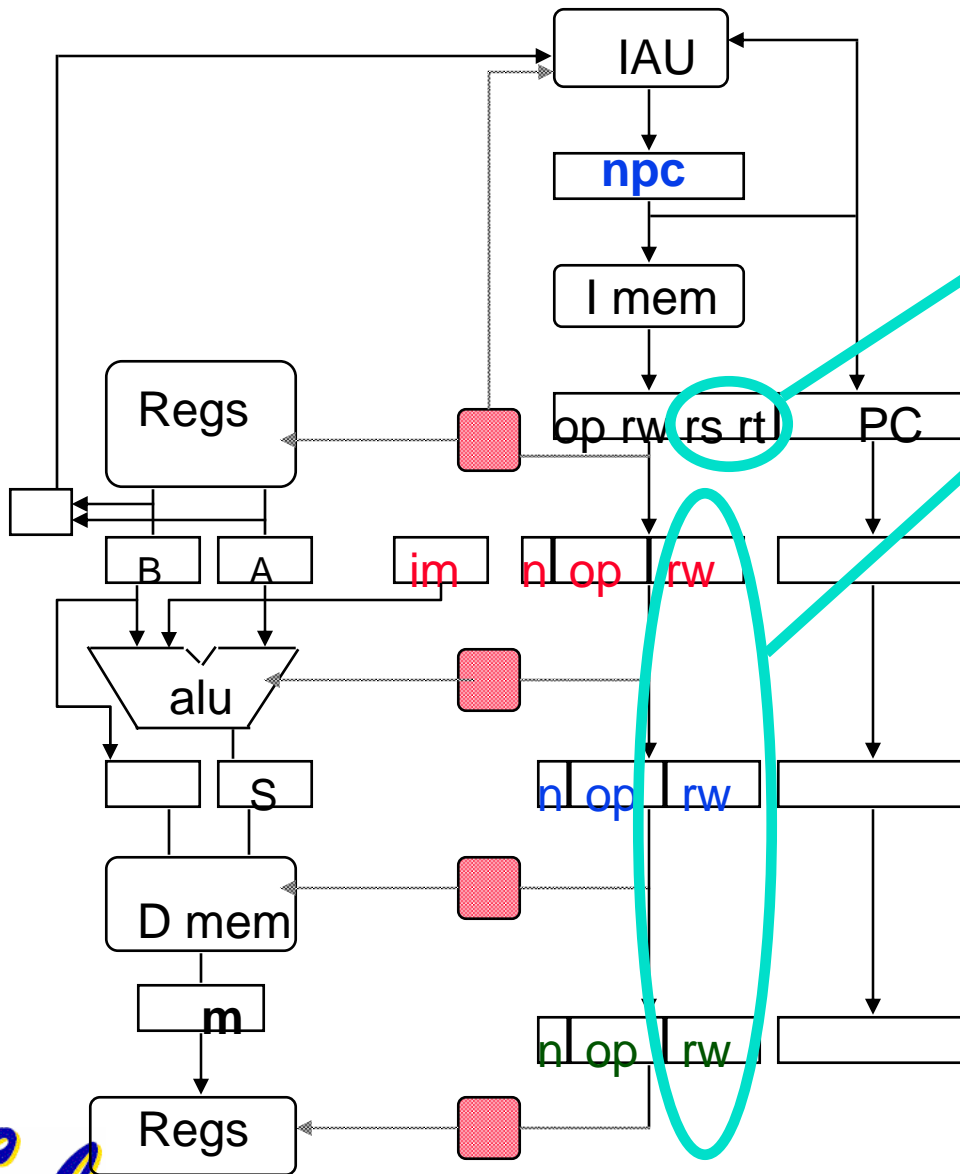 IAU
npc
I mem
Regs
op rw rs rt PC
B A im n op rw
alu
S n op rw
D mem
m
n op rw
Regs